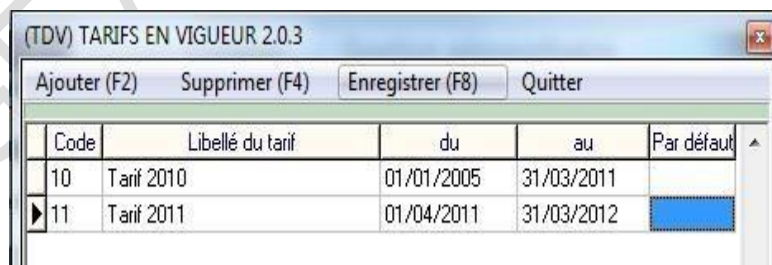 (TDV) TARIFS EN VIGUEUR 2.0.3
Ajouter (F2) Supprimer (F4) Enregistrer (F8) Quitter
Code Libellé du tarif du au Par défaut
10 Tarif 2010 01/01/2005 31/03/2011
11 Tarif 2011 01/04/2011 31/03/2012